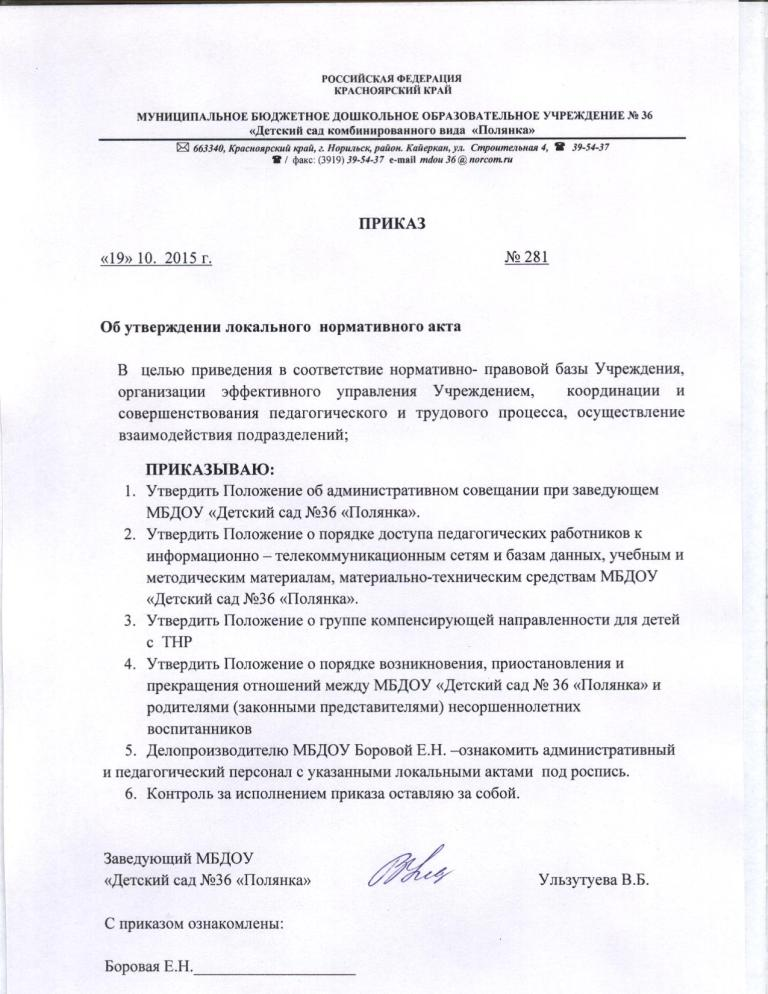 РОССИЙСКАЯ ФЕДЕРАЦИЯ
КРАСНОЯРСКИЙ КРАЙ
МУНИЦИПАЛЬНОЕ БЮДЖЕТНОЕ ДОШКОЛЬНОЕ ОБРАЗОВАТЕЛЬНОЕ УЧРЕЖДЕНИЕ № 36
«Детский сад комбинированного вида «Полянка»
✉ 663340, Красноярский край, г. Норильск, район. Кайеркан, ул. Строительная 4, ☎ 39-54-37
☎ / факс: (3919) 39-54-37 e-mail mdou 36 @ norcom.ru
ПРИКАЗ
«19» 10. 2015 г. № 281
Об утверждении локального нормативного акта
В целью приведения в соответствие нормативно- правовой базы Учреждения,
организации эффективного управления Учреждением, координации и
совершенствования педагогического и трудового процесса, осуществление
взаимодействия подразделений;
ПРИКАЗЫВАЮ:
1. Утвердить Положение об административном совещании при заведующем
МБДОУ «Детский сад №36 «Полянка».
2. Утвердить Положение о порядке доступа педагогических работников к
информационно – телекоммуникационным сетям и базам данных, учебным и
методическим материалам, материально-техническим средствам МБДОУ
«Детский сад №36 «Полянка».
3. Утвердить Положение о группе компенсирующей направленности для детей
с ТНР
4. Утвердить Положение о порядке возникновения, приостановления и
прекращения отношений между МБДОУ «Детский сад № 36 «Полянка» и
родителями (законными представителями) несоршеннолетних
воспитанников
5. Делопроизводителю МБДОУ Боровой Е.Н. –ознакомить административный
и педагогический персонал с указанными локальными актами под роспись.
6. Контроль за исполнением приказа оставляю за собой.
Заведующий МБДОУ
«Детский сад №36 «Полянка» Ульзутуева В.Б.
С приказом ознакомлены:
Боровая Е.Н.____________________